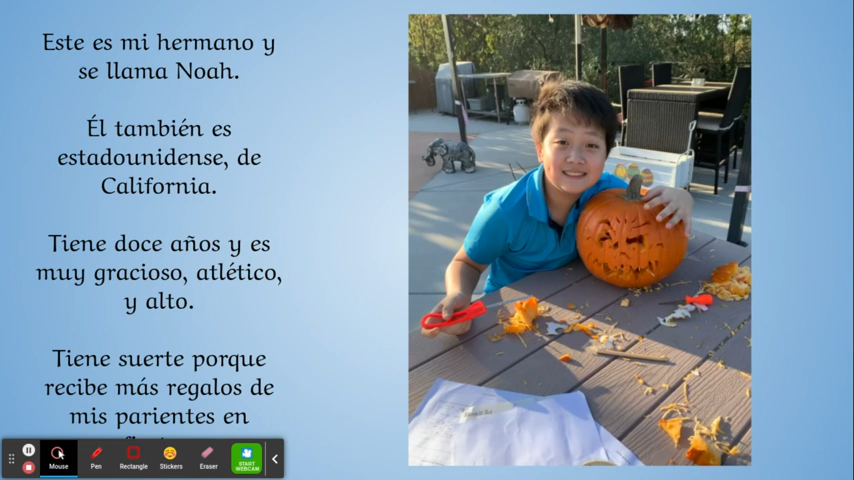 Este es mi hermano y
se llama Noah.
Él también es
estadounidense, de
California.
Tiene doce años y es
muy gracioso, atlético,
y alto.
Tiene suerte porque
recibe más regalos de
mis parientes en
Mouse
Pen
Rectangle
Stickers
Eraser
START
WEBCAM